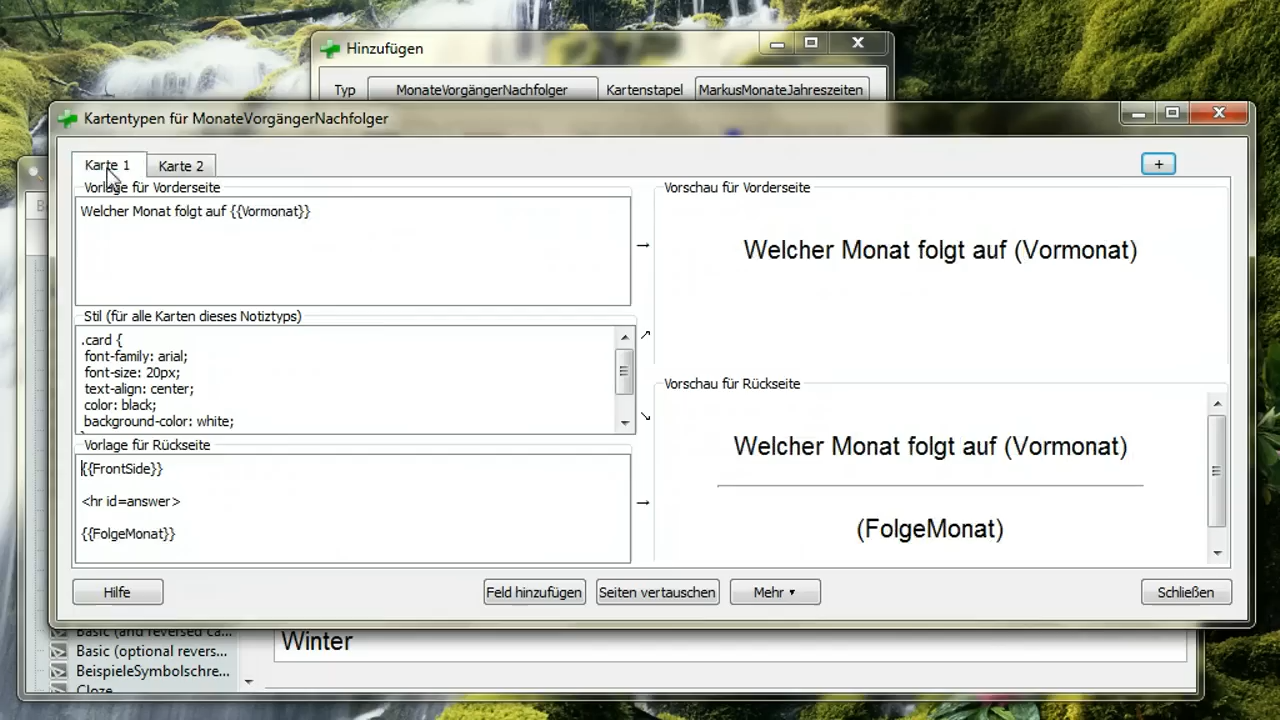 Hinzufügen
Typ MonateVorgängerNachfolger Kartenstapel MarkusMonateJahreszeiten
Kartentypen für MonateVorgängerNachfolger
Karte 1 Karte 2 +
Vorlage für Vorderseite
Welcher Monat folgt auf {{Vormonat}}
Stil (für alle Karten dieses Notiztyps)
.card {
font-family: arial;
font-size: 20px;
text-align: center;
color: black;
background-color: white;
Vorlage für Rückseite
{{FrontSide}}
<hr id=answer>
{{FolgeMonat}}
Vorschau für Vorderseite
Welcher Monat folgt auf (Vormonat)
Vorschau für Rückseite
Welcher Monat folgt auf (Vormonat)
(FolgeMonat)
Hilfe Feld hinzufügen Seiten vertauschen Mehr ▾ Schließen
Basic (and reversed ca...
Basic (optional revers...
BeispieleSymbolschre...
Cloze
Winter